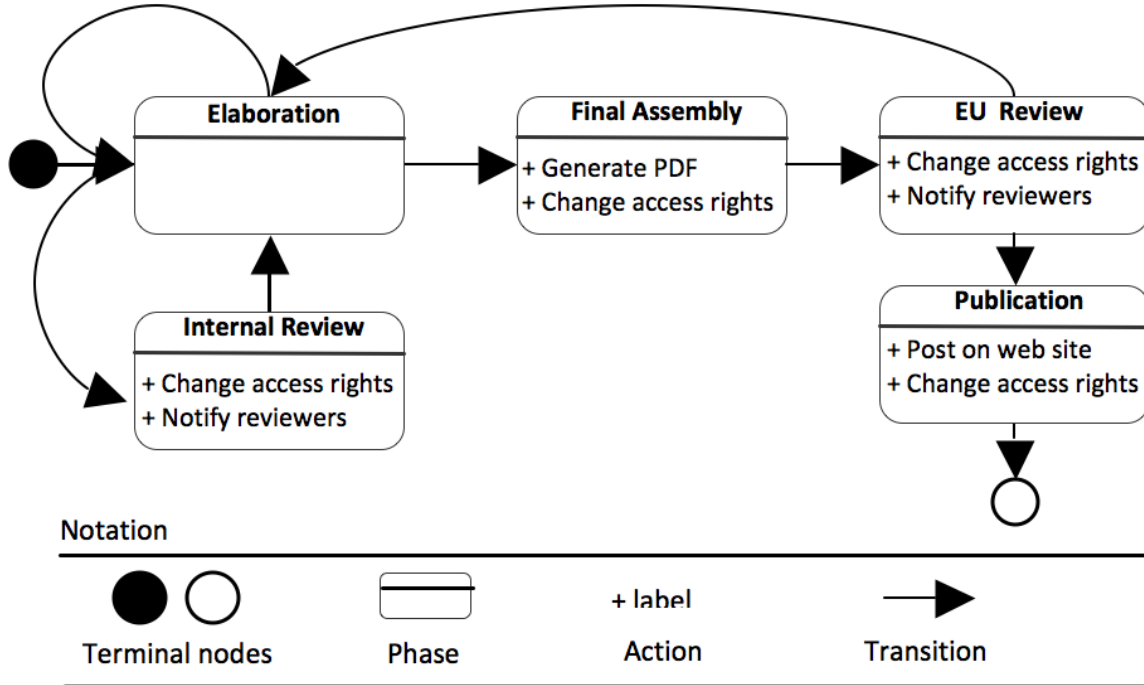 Elaboration
Final Assembly
+ Generate PDF
+ Change access rights
EU Review
+ Change access rights
+ Notify reviewers
Internal Review
+ Change access rights
+ Notify reviewers
Publication
+ Post on web site
+ Change access rights
Notation
+ label
Terminal nodes
Phase
Action
Transition